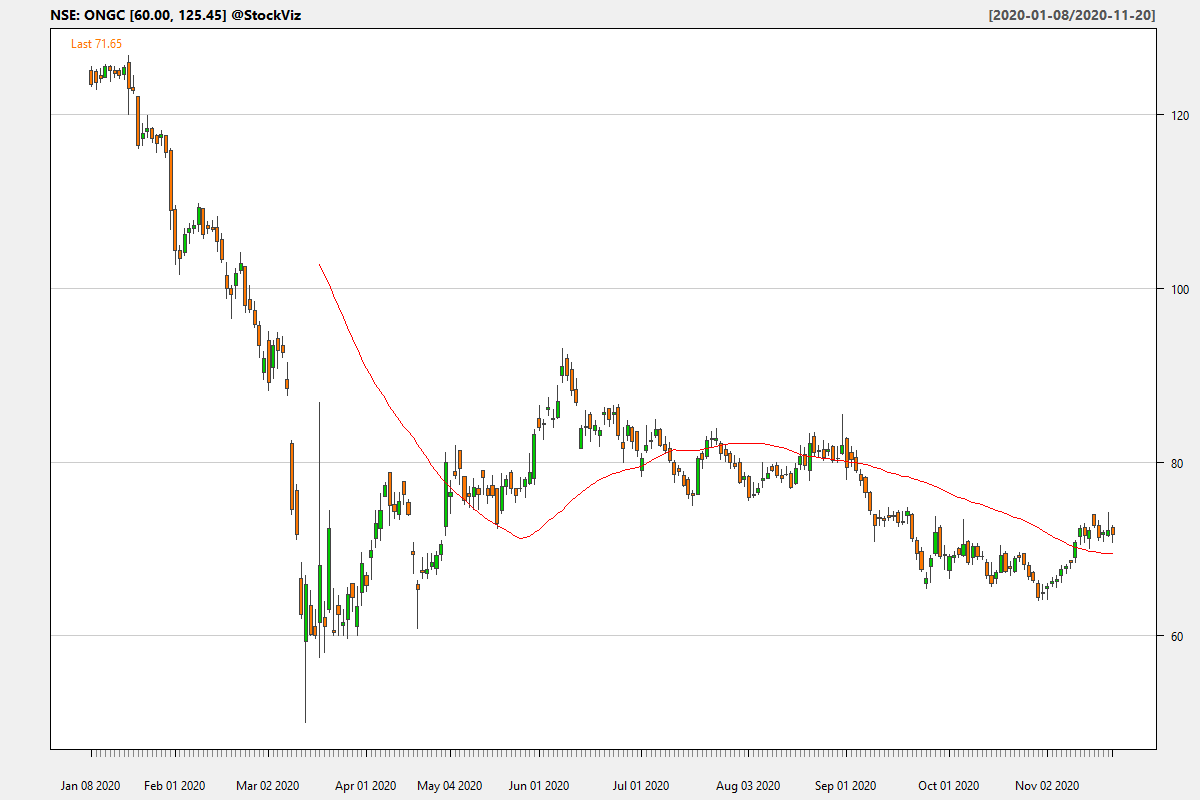 NSE: ONGC [60.00, 125.45] @StockViz
[2020-01-08/2020-11-20]
Last 71.65
120
100
80
60
Jan 08 2020 Feb 01 2020 Mar 02 2020 Apr 01 2020 May 04 2020 Jun 01 2020 Jul 01 2020 Aug 03 2020 Sep 01 2020 Oct 01 2020 Nov 02 2020